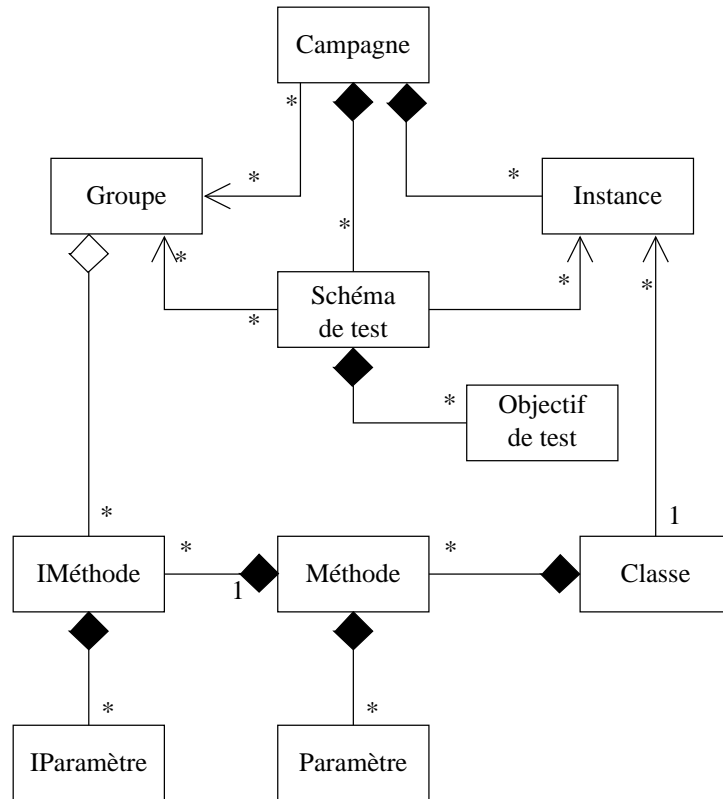 Campagne
*
*
*
Groupe
Instance
*
*
*
*
Schéma
de test
*
Objectif
de test
*
*
1
IMéthode
*
1
Méthode
*
Classe
*
*
IParamètre
Paramètre